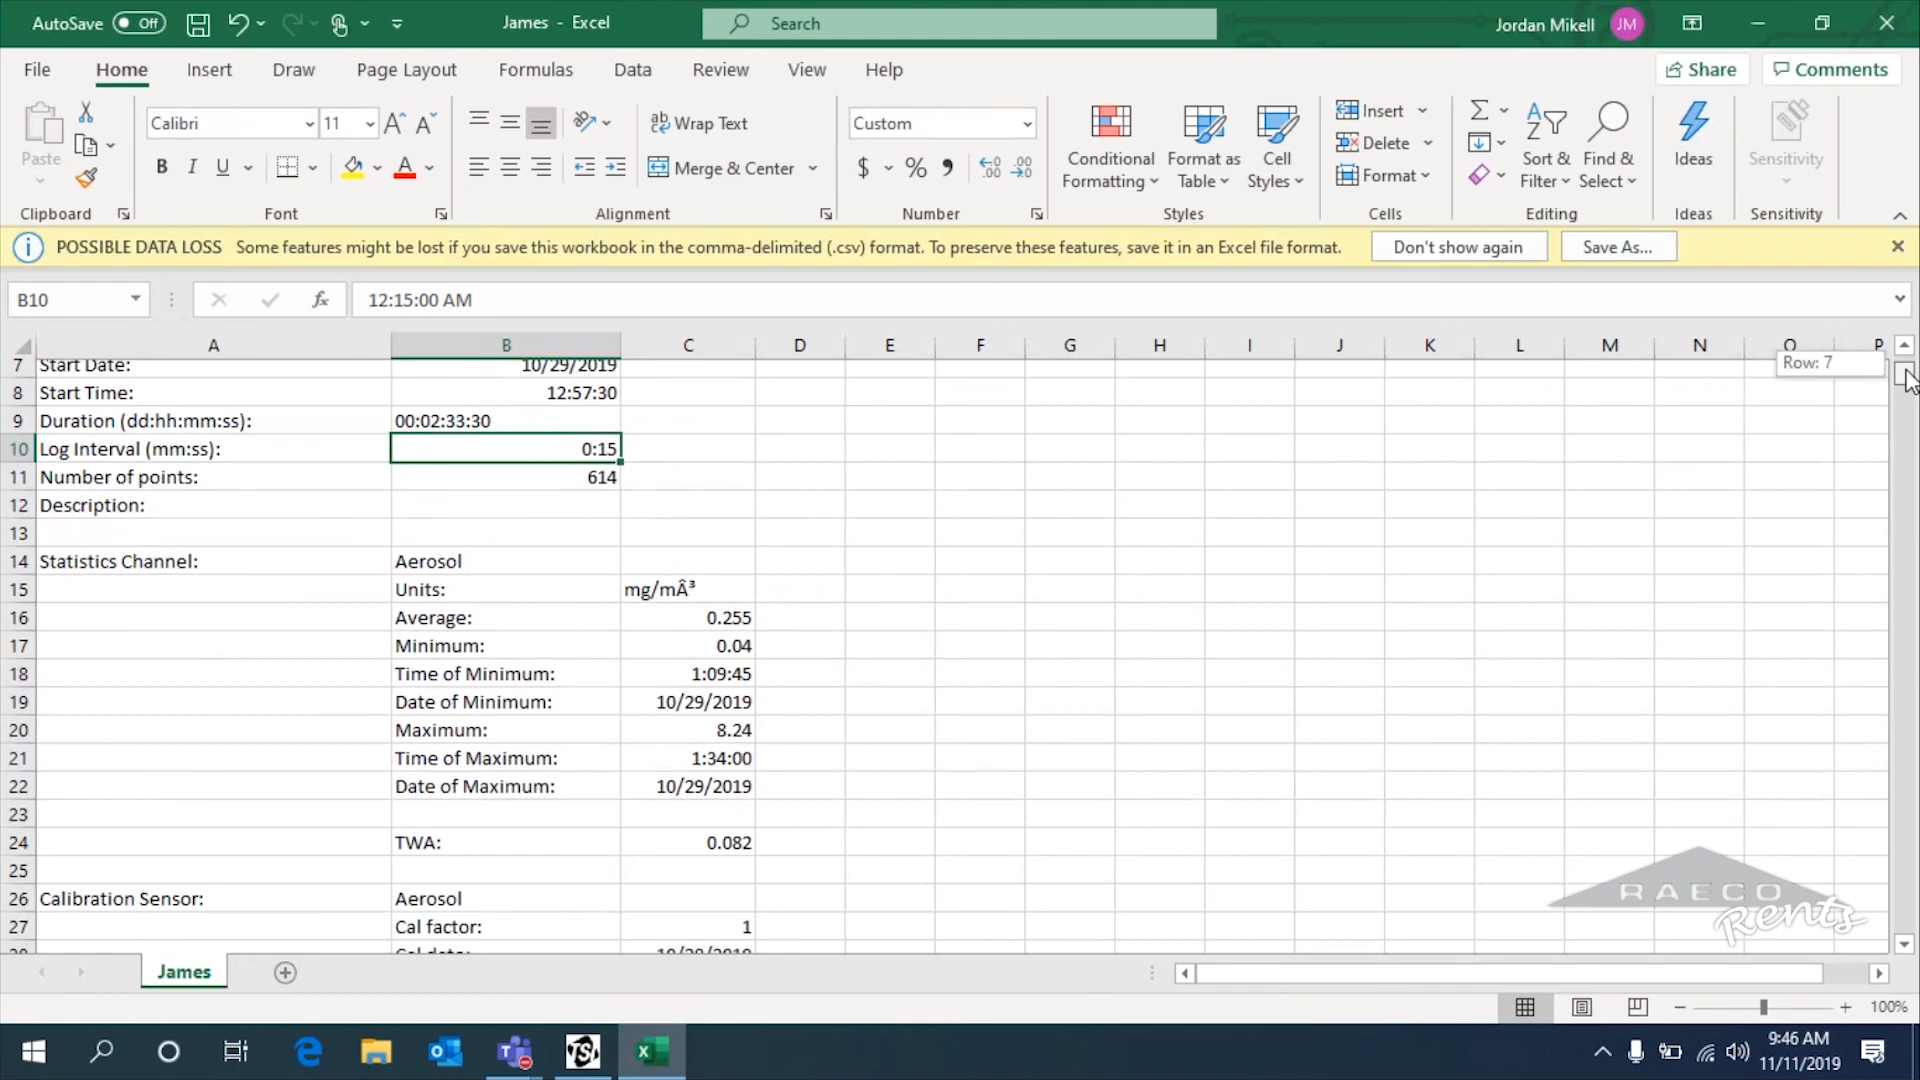 AutoSave Off James - Excel Search Jordan Mikell JM
File Home Insert Draw Page Layout Formulas Data Review View Help Share Comments
Calibri 11 Wrap Text Custom Insert
Paste Conditional Format as Cell Delete Sort & Find & Ideas Sensitivity
B I U Merge & Center $ % Formatting Table Styles Format Filter Select
Clipboard Font Alignment Number Styles Cells Editing Ideas Sensitivity
POSSIBLE DATA LOSS Some features might be lost if you save this workbook in the comma-delimited (.csv) format. To preserve these features, save it in an Excel file format. Don't show again Save As...
B10 fx 12:15:00 AM
A B C D E F G H I J K L M N O P
7 Start Date: 10/29/2019 Row: 7
8 Start Time: 12:57:30
9 Duration (dd:hh:mm:ss): 00:02:33:30
10 Log Interval (mm:ss): 0:15
11 Number of points: 614
12 Description:
13
14 Statistics Channel: Aerosol
15 Units: mg/mÂ³
16 Average: 0.255
17 Minimum: 0.04
18 Time of Minimum: 1:09:45
19 Date of Minimum: 10/29/2019
20 Maximum: 8.24
21 Time of Maximum: 1:34:00
22 Date of Maximum: 10/29/2019
23
24 TWA: 0.082
25
26 Calibration Sensor: Aerosol
27 Cal factor: 1
RAECO
Rents
James
100%
TSI
9:46 AM
11/11/2019